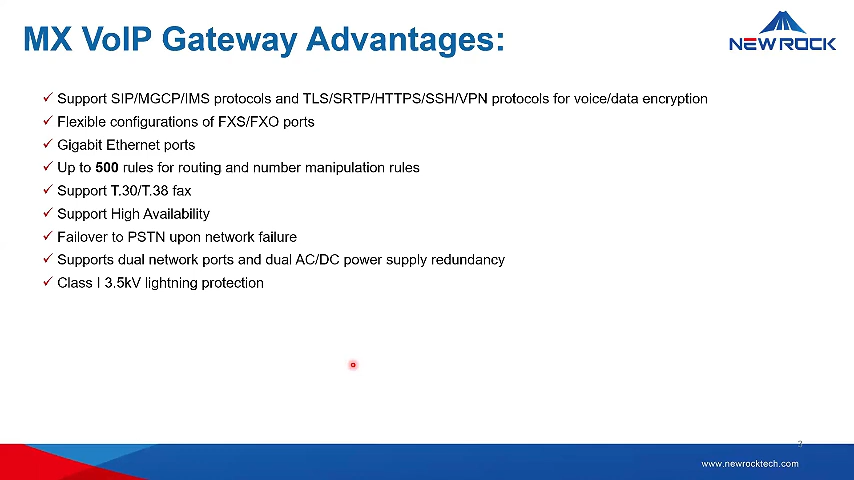 MX VoIP Gateway Advantages:
NEWROCK
✓ Support SIP/MGCP/IMS protocols and TLS/SRTP/HTTPS/SSH/VPN protocols for voice/data encryption
✓ Flexible configurations of FXS/FXO ports
✓ Gigabit Ethernet ports
✓ Up to 500 rules for routing and number manipulation rules
✓ Support T.30/T.38 fax
✓ Support High Availability
✓ Failover to PSTN upon network failure
✓ Supports dual network ports and dual AC/DC power supply redundancy
✓ Class I 3.5kV lightning protection
www.newrocktech.com